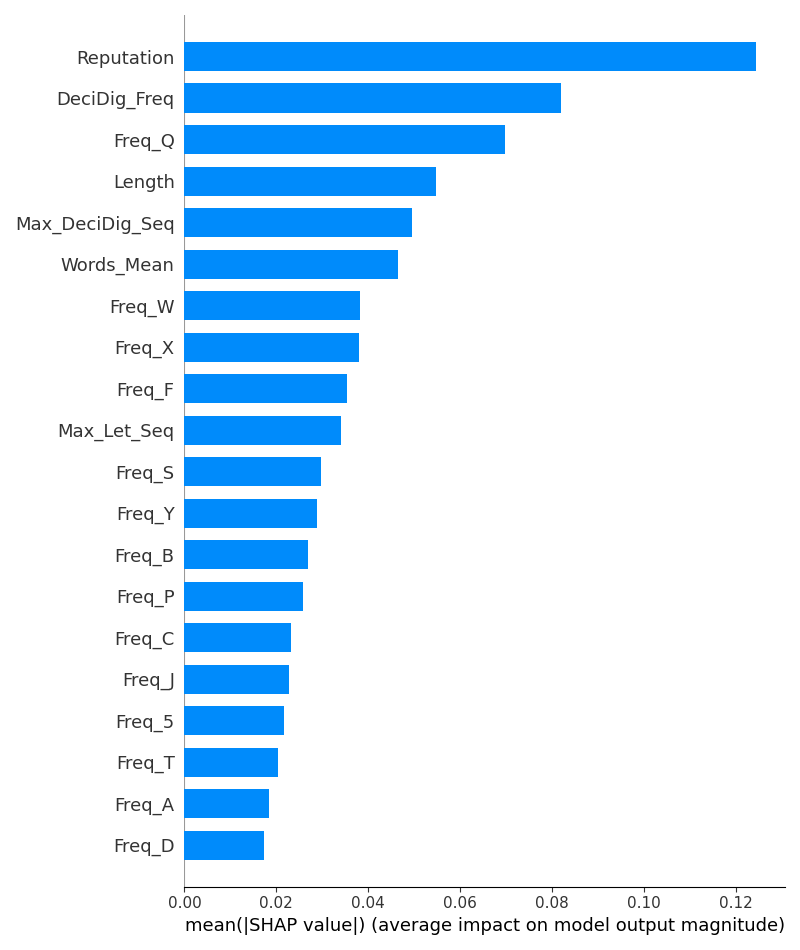 Reputation
DeciDig_Freq
Freq_Q
Length
Max_DeciDig_Seq
Words_Mean
Freq_W
Freq_X
Freq_F
Max_Let_Seq
Freq_S
Freq_Y
Freq_B
Freq_P
Freq_C
Freq_J
Freq_5
Freq_T
Freq_A
Freq_D
0.00 0.02 0.04 0.06 0.08 0.10 0.12
mean(|SHAP value|) (average impact on model output magnitude)